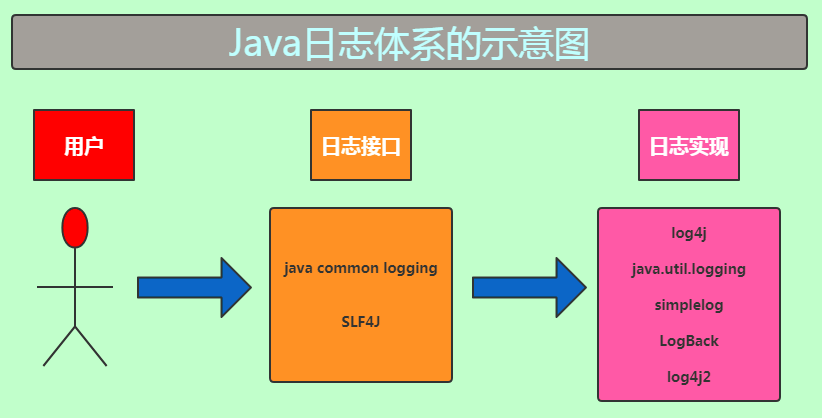 Java日志体系的示意图
用户
日志接口
日志实现
java common logging
SLF4J
log4j
java.util.logging
simplelog
LogBack
log4j2